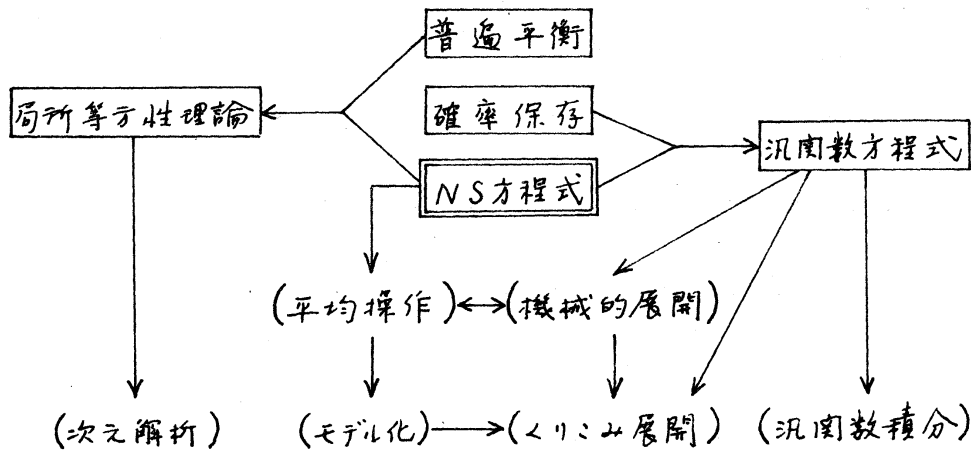 普遍平衡
局所等方性理論
確率保存
汎関数方程式
NS方程式
(平均操作)
(機械的展開)
(次元解析)
(モデル化)
(くりこみ展開)
(汎関数積分)